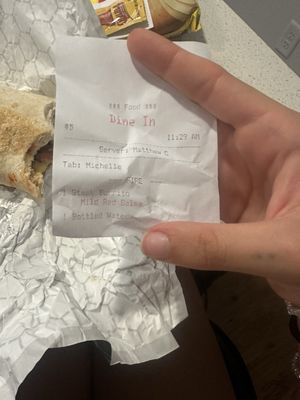 *** Food ***
Dine In
#5 11:29 AM
Server: Matthew C
Tab: Michelle
1 Steak Burrito
Mild Red Salsa
1 Bottled Water